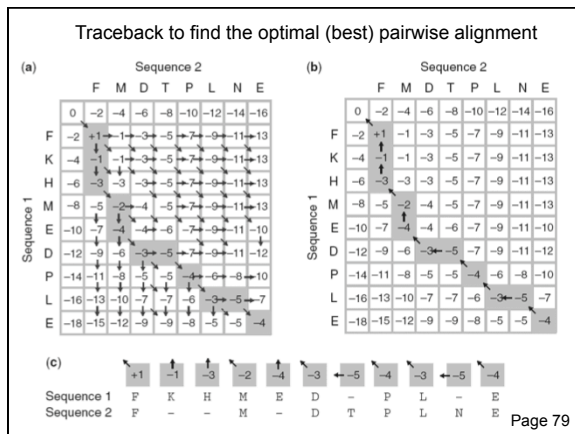 Traceback to find the optimal (best) pairwise alignment
(a) Sequence 2
F M D T P L N E
0 −2 −4 −6 −8 −10 −12 −14 −16
F −2 +1 −1 −3 −5 −7 −9 −11 −13
K −4 −1 −1 −3 −5 −7 −9 −11 −13
H −6 −3 −3 −3 −5 −7 −9 −11 −13
M −8 −5 −2 −4 −5 −7 −9 −11 −13
E −10 −7 −4 −4 −6 −7 −9 −11 −10
D −12 −9 −6 −3 −5 −7 −9 −11 −12
P −14 −11 −8 −5 −5 −4 −6 −8 −10
L −16 −13 −10 −7 −7 −6 −3 −5 −7
E −18 −15 −12 −9 −9 −8 −5 −5 −4
Sequence 1
(b) Sequence 2
F M D T P L N E
0 −2 −4 −6 −8 −10 −12 −14 −16
F −2 +1 −1 −3 −5 −7 −9 −11 −13
K −4 −1 −1 −3 −5 −7 −9 −11 −13
H −6 −3 −3 −3 −5 −7 −9 −11 −13
M −8 −5 −2 −4 −5 −7 −9 −11 −13
E −10 −7 −4 −4 −6 −7 −9 −11 −10
D −12 −9 −6 −3 −5 −7 −9 −11 −12
P −14 −11 −8 −5 −5 −4 −6 −8 −10
L −16 −13 −10 −7 −7 −6 −3 −5 −7
E −18 −15 −12 −9 −9 −8 −5 −5 −4
Sequence 1
(c) +1 −1 −3 −2 −4 −3 −5 −4 −3 −5 −4
Sequence 1 F K H M E D - P L - E
Sequence 2 F - - M - D T P L N E
Page 79